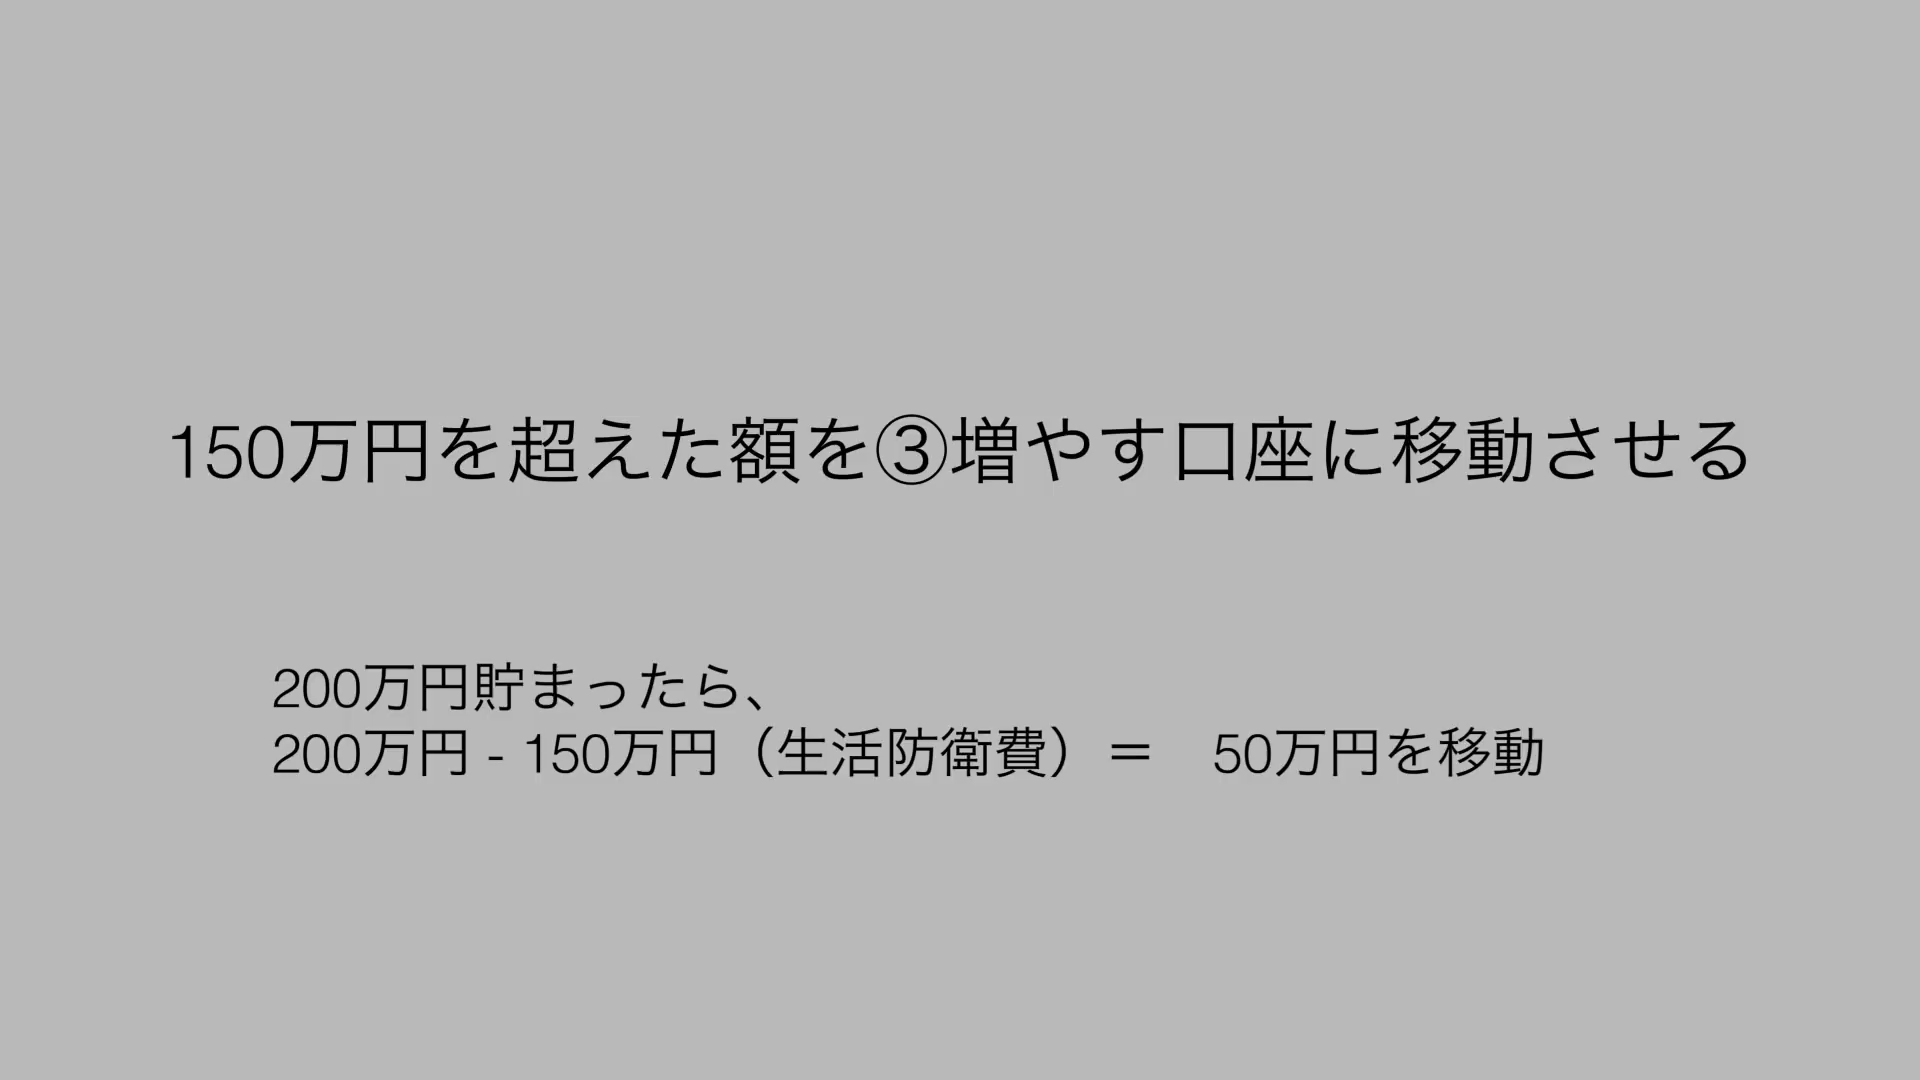 150万円を超えた額を③増やす口座に移動させる
200万円貯まったら、
200万円 - 150万円（生活防衛費）＝　50万円を移動